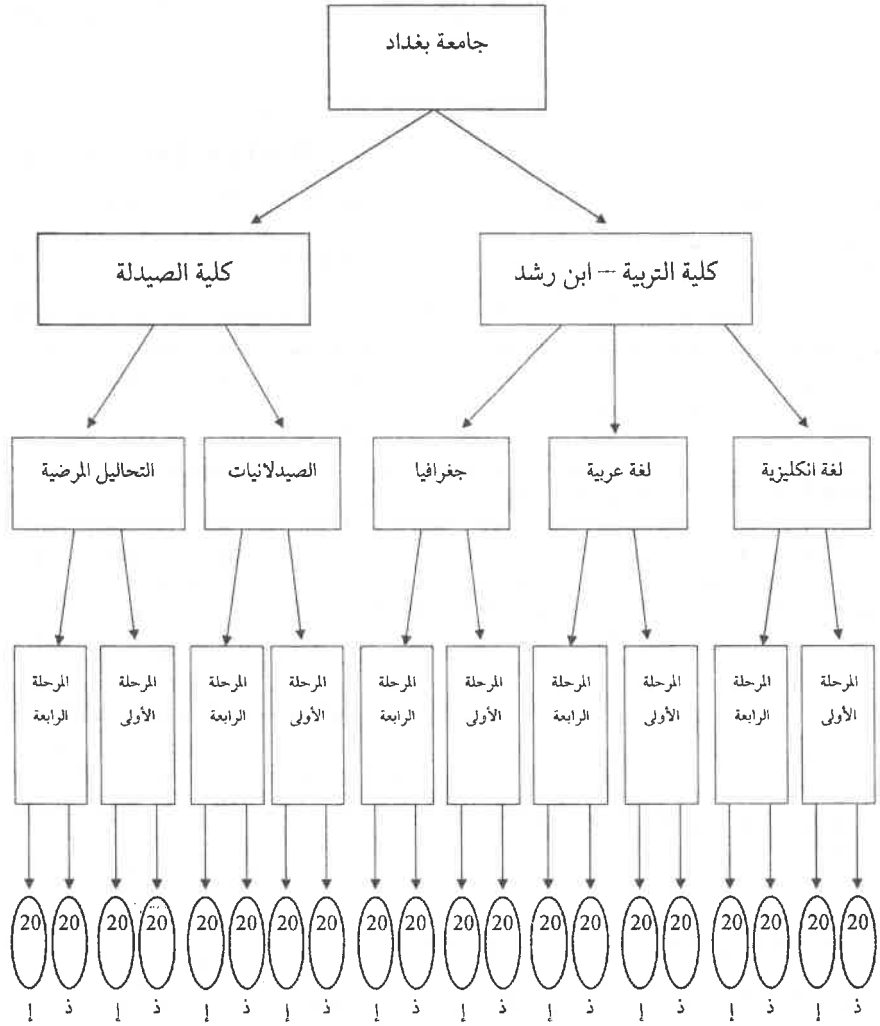 جامعة بغداد
كلية التربية — ابن رشد
كلية الصيدلة
لغة انكليزية
لغة عربية
جغرافيا
الصيدلانيات
التحاليل المرضية
المرحلة
الأولى
المرحلة
الرابعة
المرحلة
الأولى
المرحلة
الرابعة
المرحلة
الأولى
المرحلة
الرابعة
المرحلة
الأولى
المرحلة
الرابعة
المرحلة
الأولى
المرحلة
الرابعة
20 20 20 20 20 20 20 20 20 20 20 20 20 20 20 20 20 20 20 20
ذ إ ذ إ ذ إ ذ إ ذ إ ذ إ ذ إ ذ إ ذ إ ذ إ